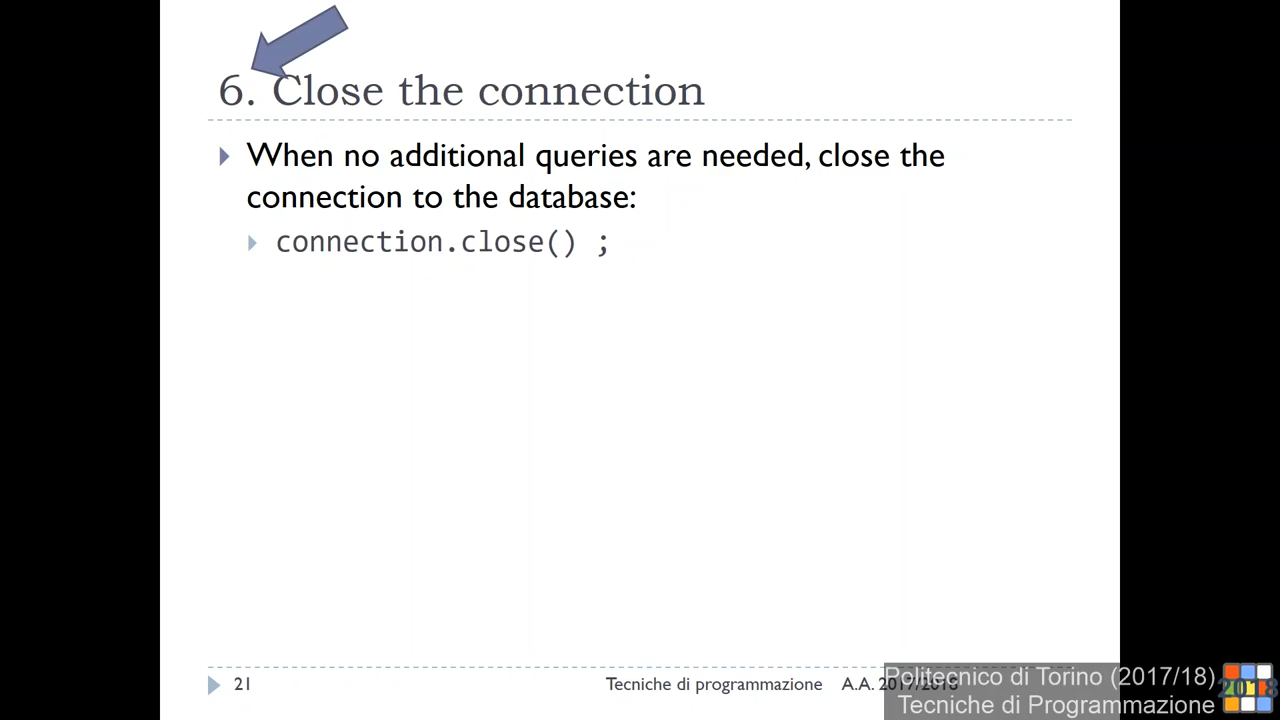 6. Close the connection
When no additional queries are needed, close the
connection to the database:
connection.close() ;
21
Tecniche di programmazione
A.A. 2017/2018
Politecnico di Torino (2017/18)
Tecniche di Programmazione
2018